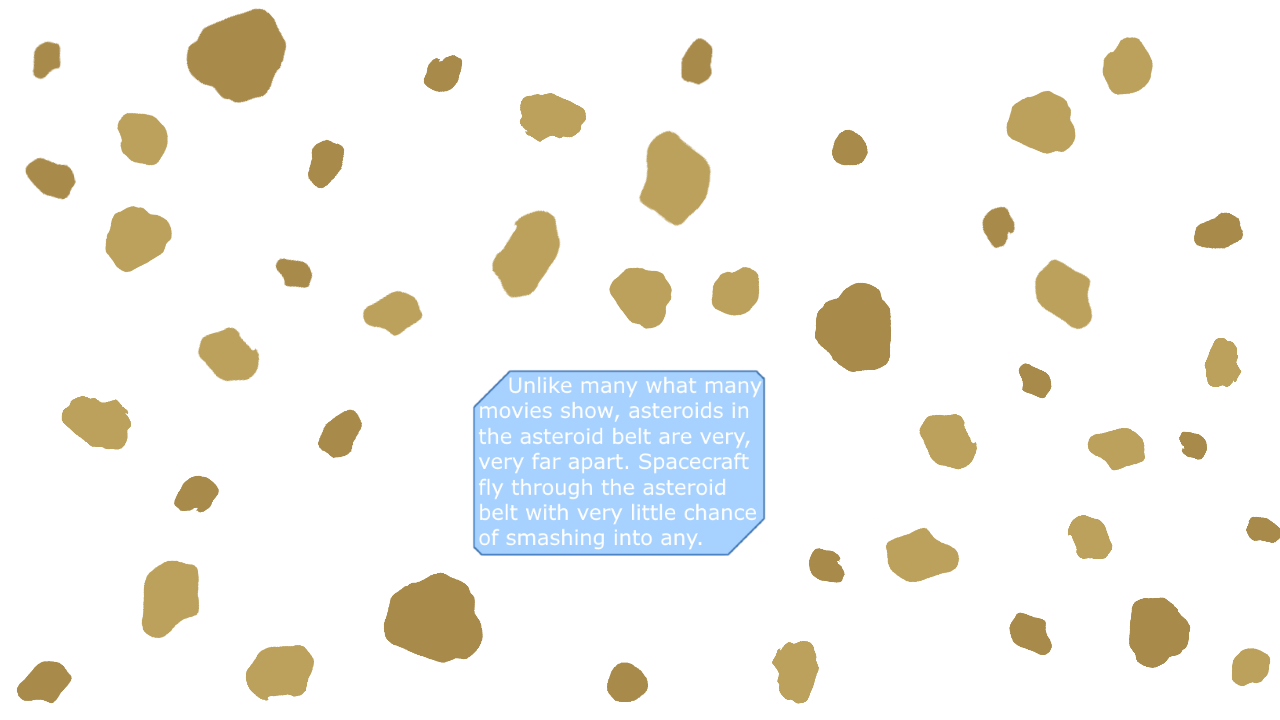 Unlike many what many
movies show, asteroids in
the asteroid belt are very,
very far apart. Spacecraft
fly through the asteroid
belt with very little chance
of smashing into any.